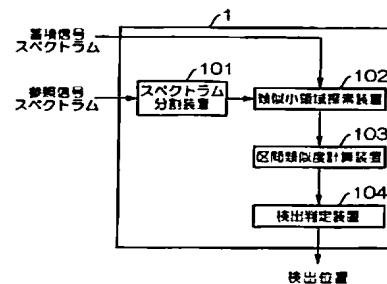 1
蓄積信号
スペクトラム
101
参照信号
スペクトラム
スペクトラム
分割装置
102
類似小領域探索装置
103
区間類似度計算装置
104
検出判定装置
検出位置